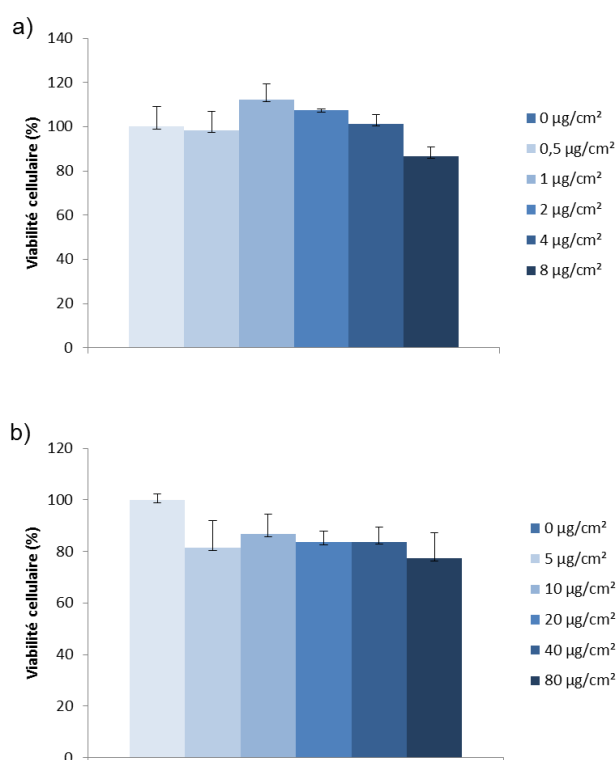 a)
Viabilité cellulaire (%)
140
120
100
80
60
40
20
0
0 µg/cm²
0,5 µg/cm²
1 µg/cm²
2 µg/cm²
4 µg/cm²
8 µg/cm²
b)
Viabilité cellulaire (%)
120
100
80
60
40
20
0
0 µg/cm²
5 µg/cm²
10 µg/cm²
20 µg/cm²
40 µg/cm²
80 µg/cm²